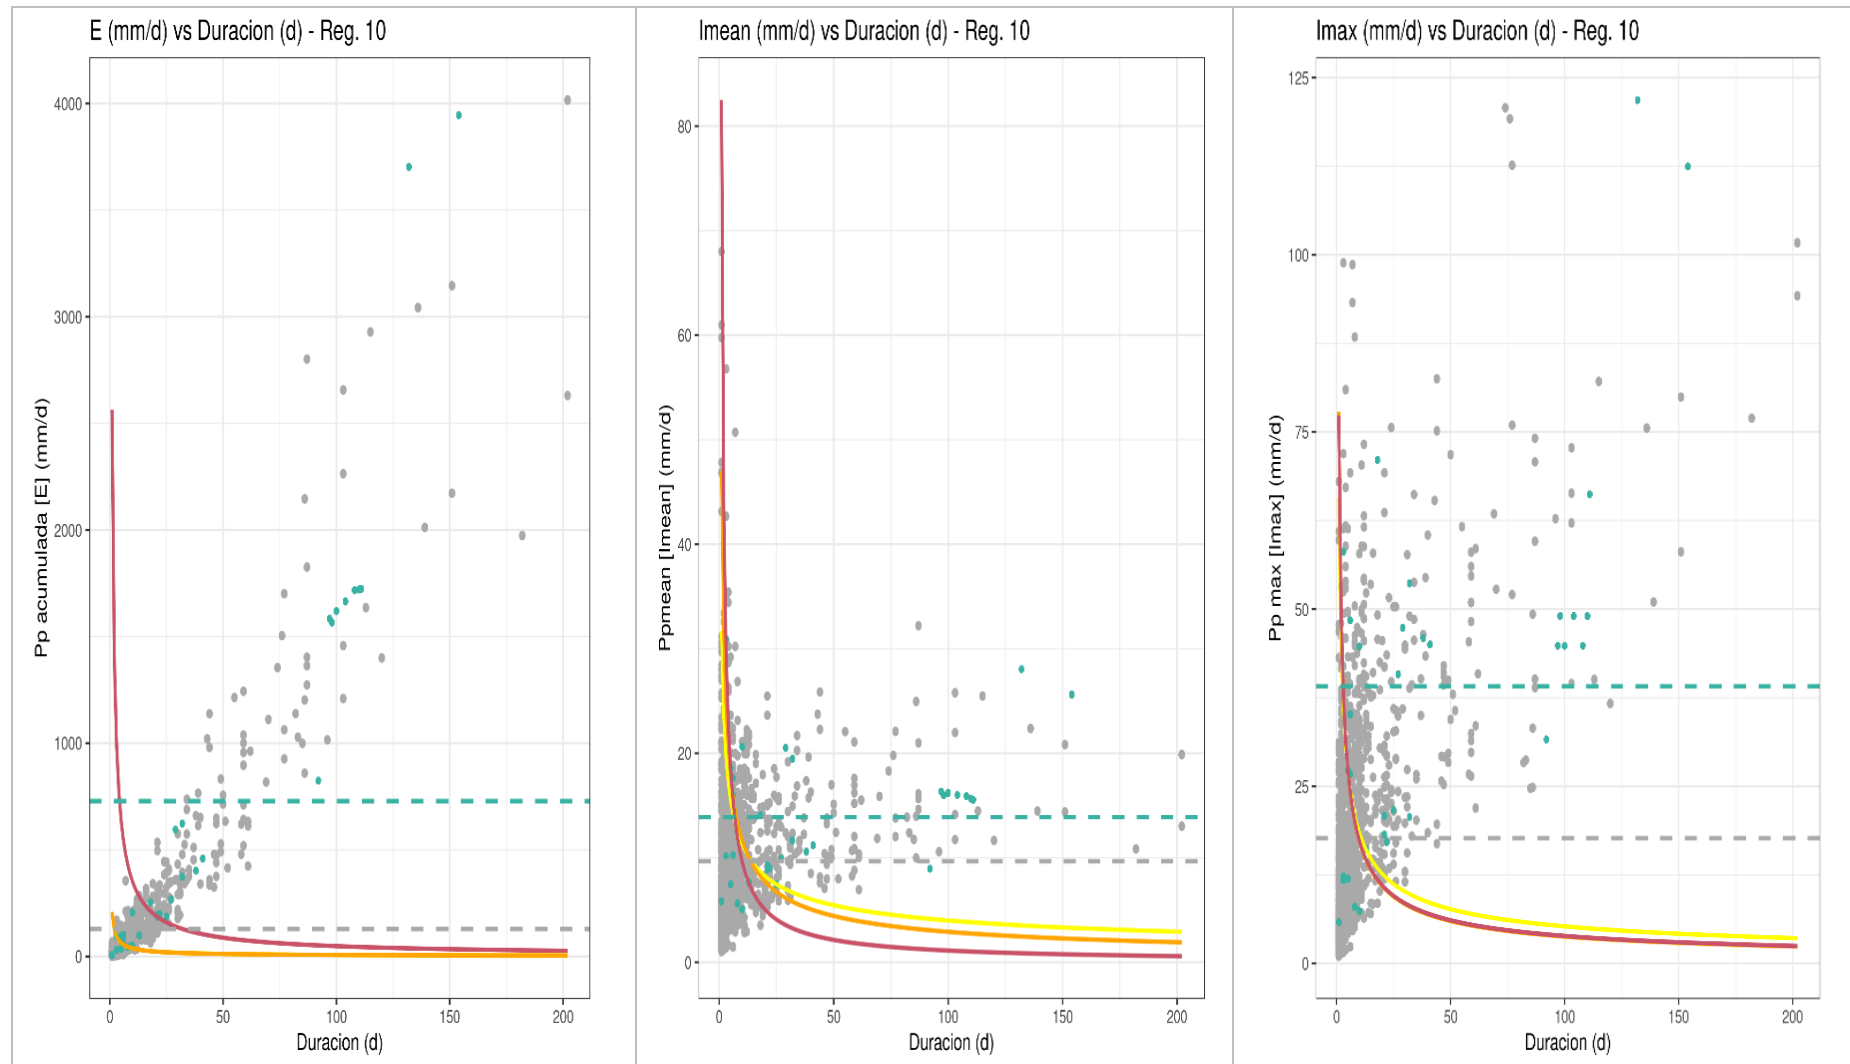 E (mm/d) vs Duracion (d) - Reg. 10
Pp acumulada [E] (mm/d)
4000
3000
2000
1000
0
0 50 100 150 200
Duracion (d)
Imean (mm/d) vs Duracion (d) - Reg. 10
Ppmean [Imean] (mm/d)
80
60
40
20
0
0 50 100 150 200
Duracion (d)
Imax (mm/d) vs Duracion (d) - Reg. 10
Pp max [Imax] (mm/d)
125
100
75
50
25
0
0 50 100 150 200
Duracion (d)